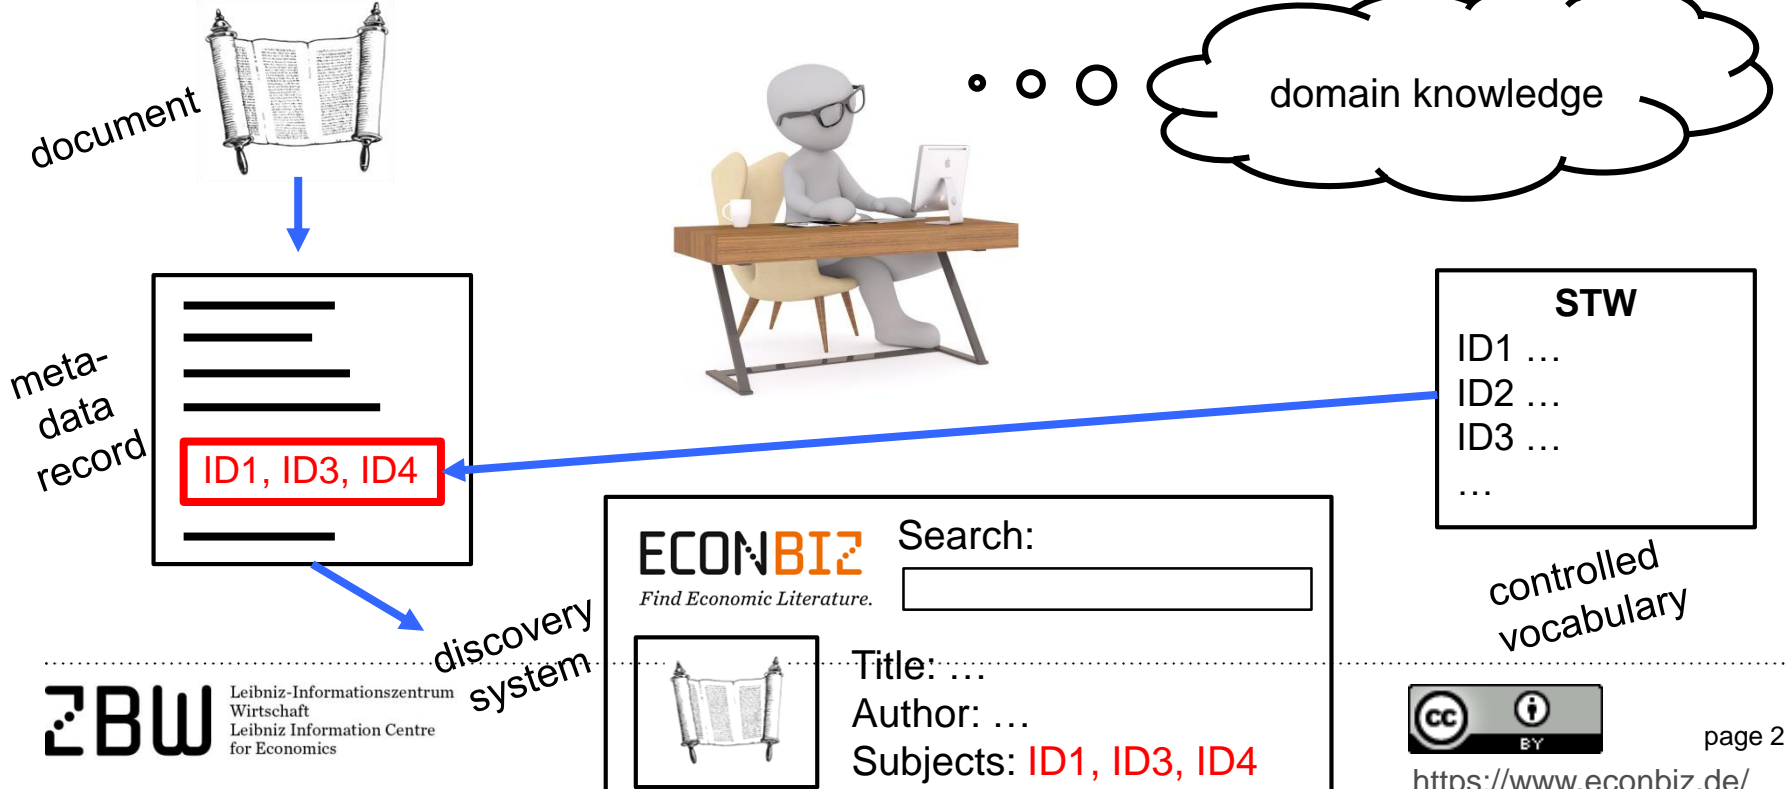 document
domain knowledge
meta-
data
record
ID1, ID3, ID4
STW
ID1 …
ID2 …
ID3 …
…
controlled
vocabulary
discovery
system
ECONBIZ
Find Economic Literature.
Search:
Title: …
Author: …
Subjects: ID1, ID3, ID4
ZBW
Leibniz-Informationszentrum
Wirtschaft
Leibniz Information Centre
for Economics
cc
BY
page 2
https://www.econbiz.de/